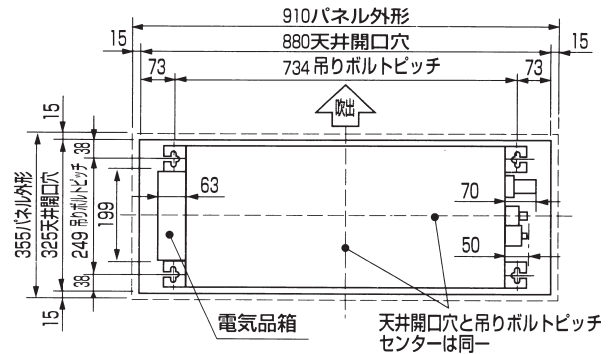 910パネル外形
15
880天井開口穴
15
73
734吊りボルトピッチ
73
吹出
15
38
355パネル外形
325天井開口穴
249吊りボルトピッチ
199
63
70
50
38
15
電気品箱
天井開口穴と吊りボルトピッチ
センターは同一